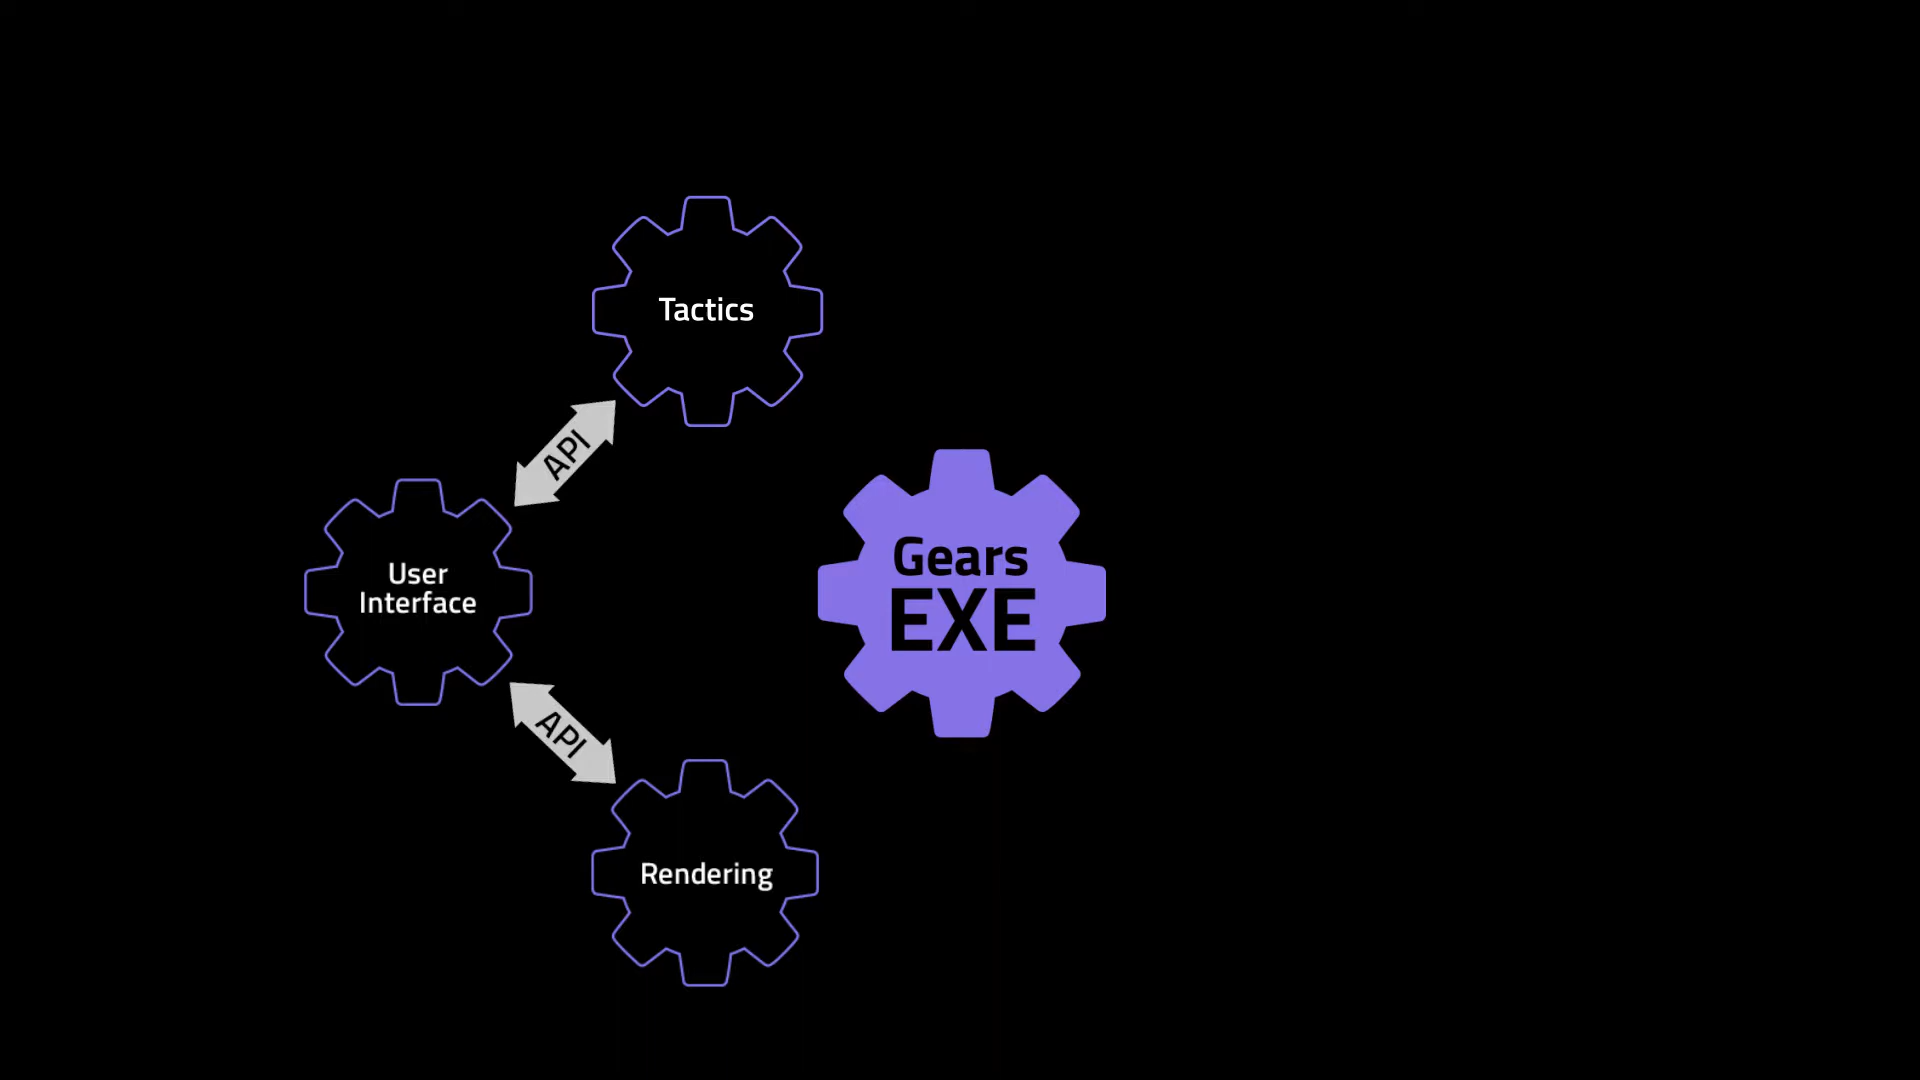 Tactics
API
User
Interface
Gears
EXE
API
Rendering